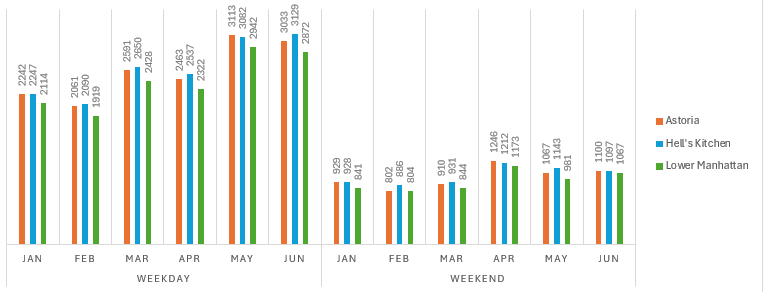 2242 2247 2114 2061 2090 1919 2591 2650 2428 2463 2537 2322 3113 3082 2942 3033 3129 2872 929 928 841 802 886 804 910 931 844 1246 1212 1173 1067 1143 981 1100 1097 1067
Astoria
Hell's Kitchen
Lower Manhattan
JAN FEB MAR APR MAY JUN JAN FEB MAR APR MAY JUN
WEEKDAY WEEKEND